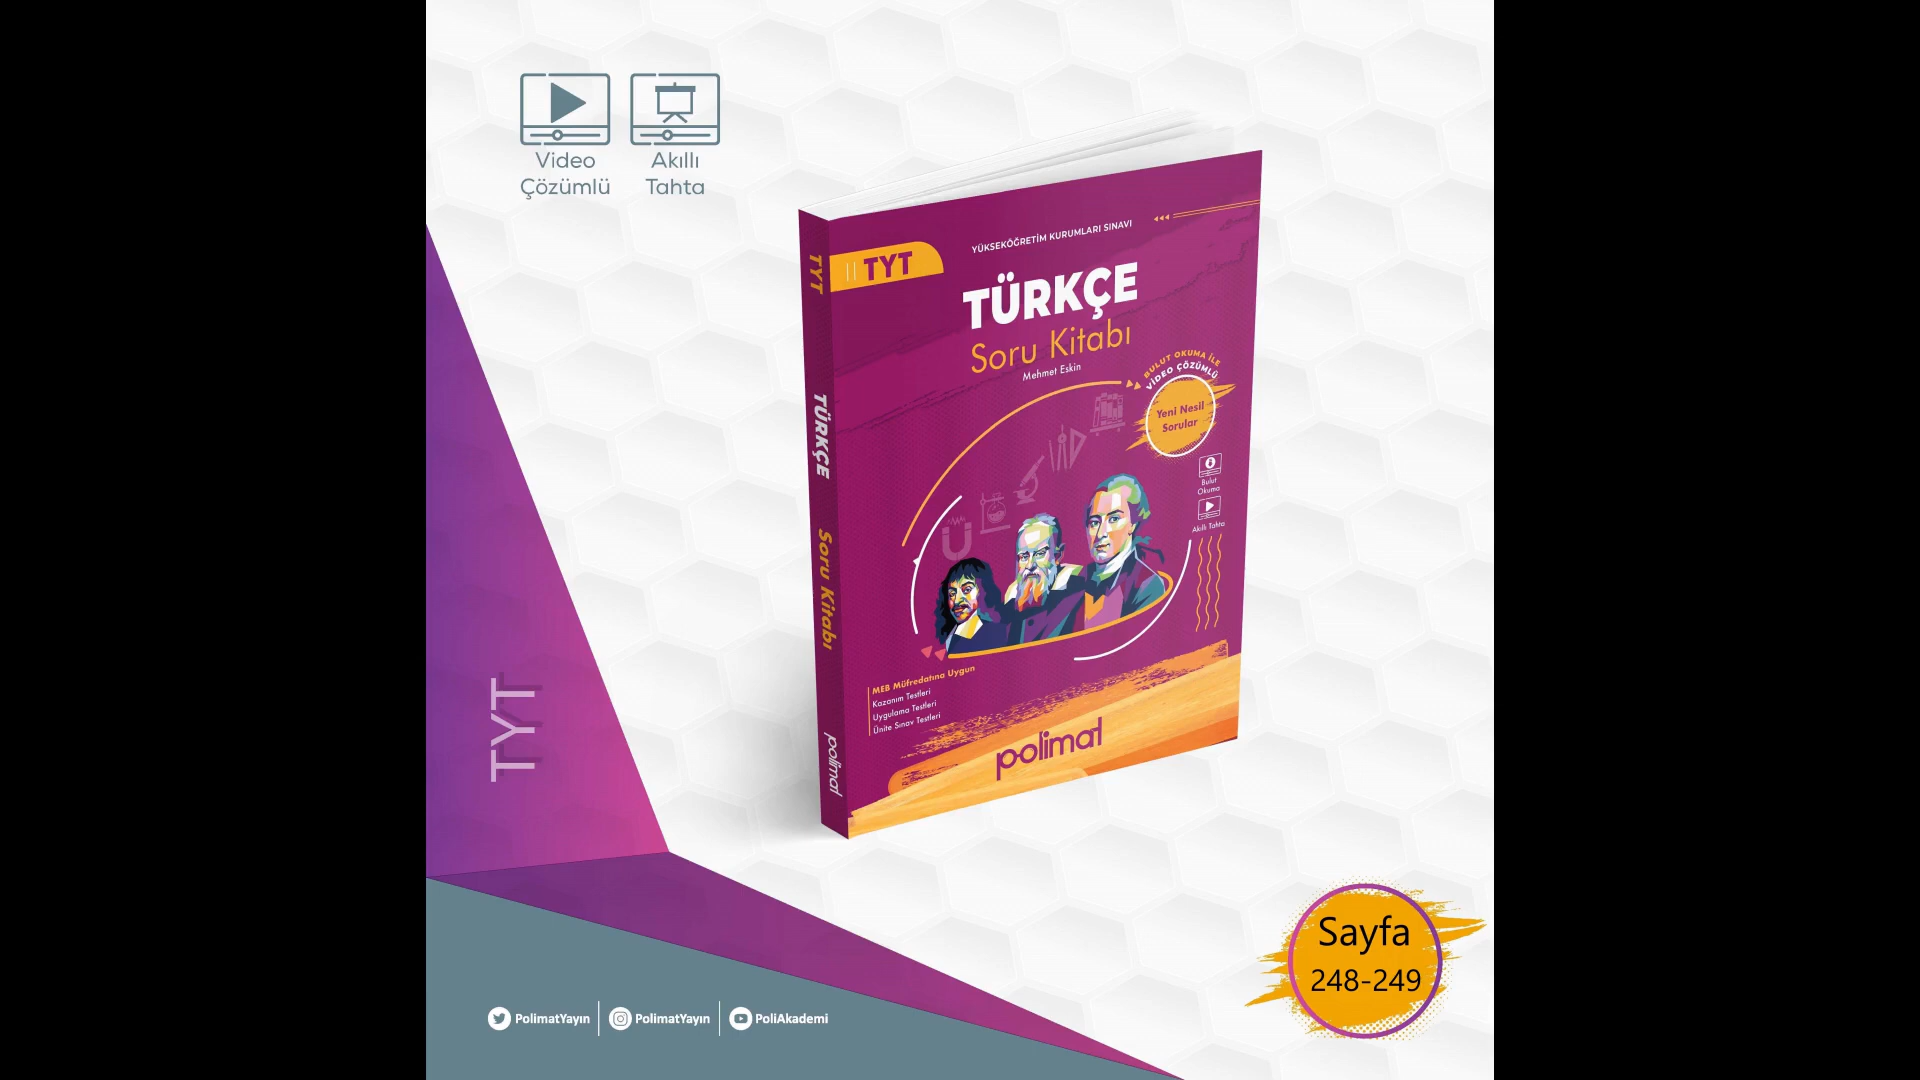 Video
Çözümlü
Akıllı
Tahta
YÜKSEKÖĞRETİM KURUMLARI SINAVI
TYT
TÜRKÇE
Soru Kitabı
Mehmet Eskin
BULUT OKUMA İLE
VİDEO ÇÖZÜMLÜ
Yeni Nesil
Sorular
Bulut
Okuma
Akıllı Tahta
MEB Müfredatına Uygun
Kazanım Testleri
Uygulama Testleri
Ünite Sınav Testleri
polimat
TYT
TÜRKÇE
Soru Kitabı
polimat
TYT
Sayfa
248-249
PolimatYayın
PolimatYayın
PoliAkademi